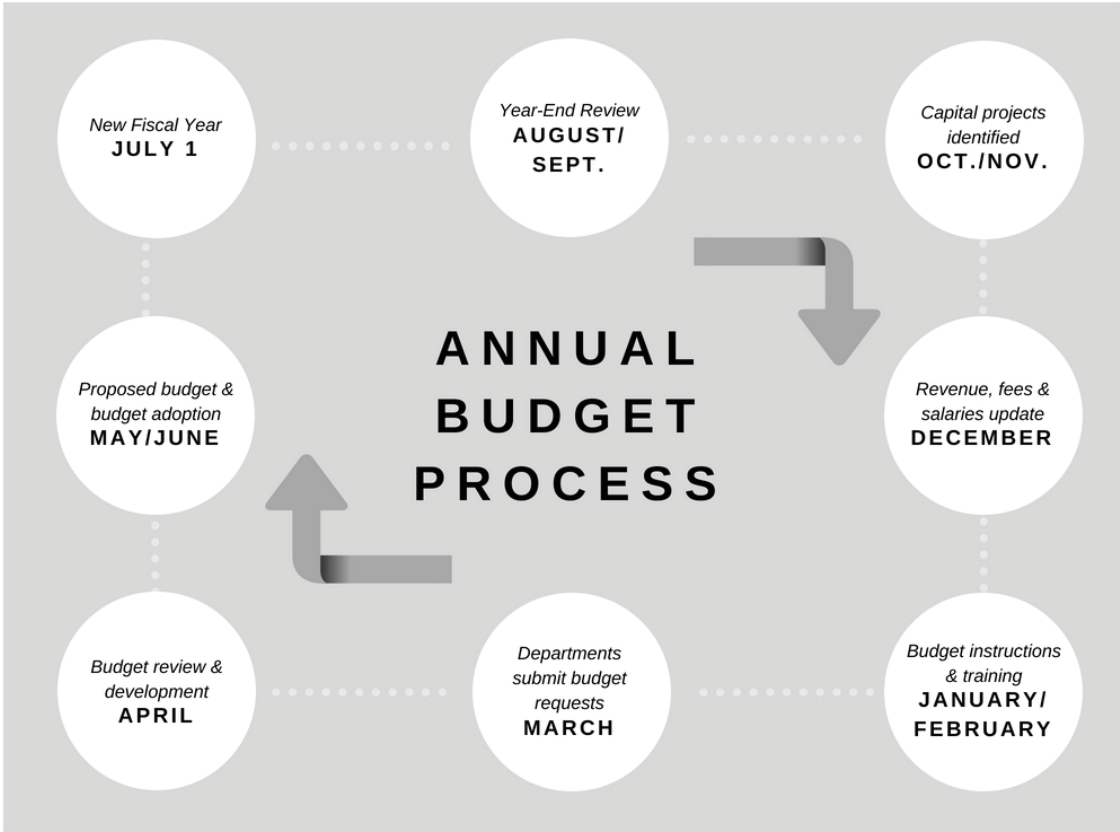 New Fiscal Year
JULY 1
Year-End Review
AUGUST/
SEPT.
Capital projects
identified
OCT./NOV.
ANNUAL
BUDGET
PROCESS
Proposed budget &
budget adoption
MAY/JUNE
Revenue, fees &
salaries update
DECEMBER
Budget review &
development
APRIL
Departments
submit budget
requests
MARCH
Budget instructions
& training
JANUARY/
FEBRUARY